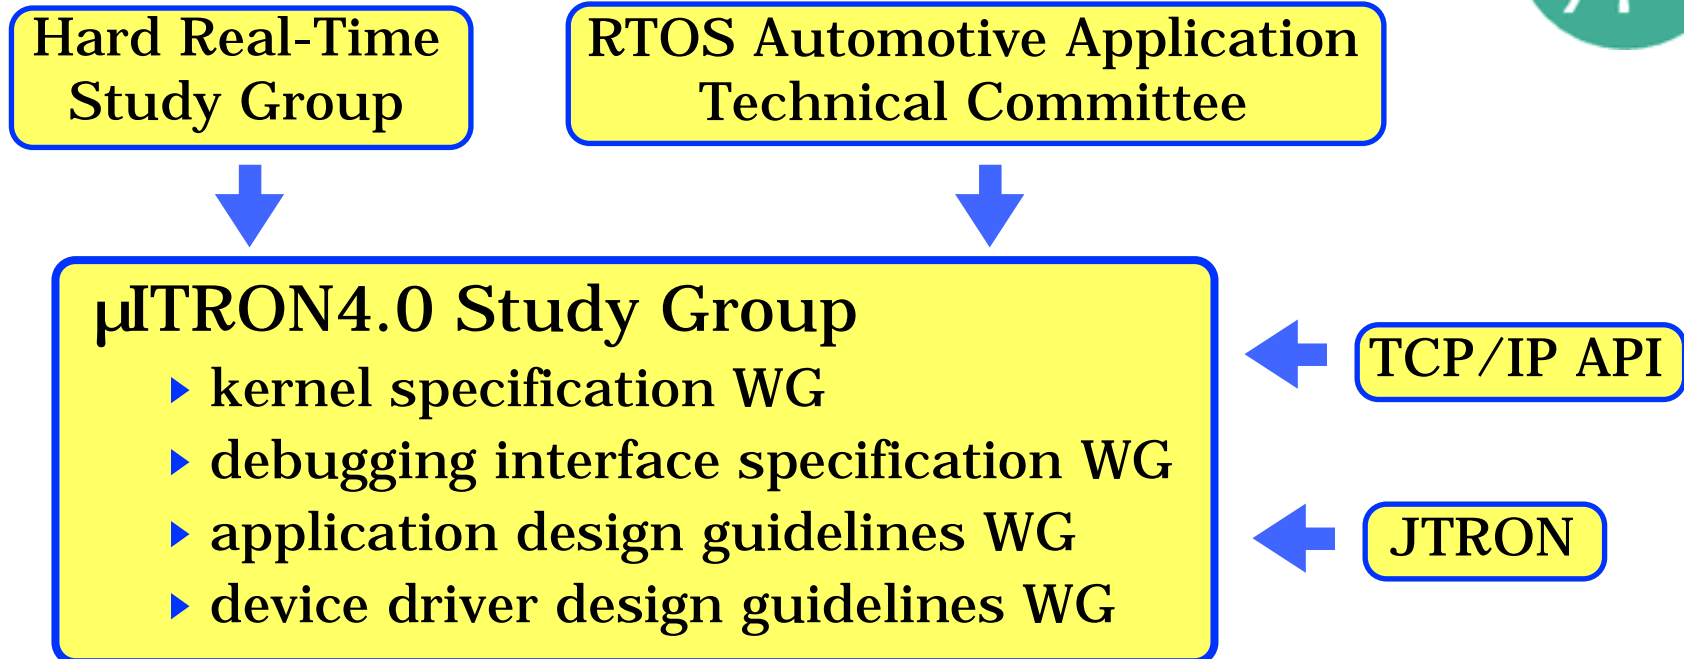 Hard Real-Time
Study Group
RTOS Automotive Application
Technical Committee
µITRON4.0 Study Group
kernel specification WG
debugging interface specification WG
application design guidelines WG
device driver design guidelines WG
TCP/IP API
JTRON